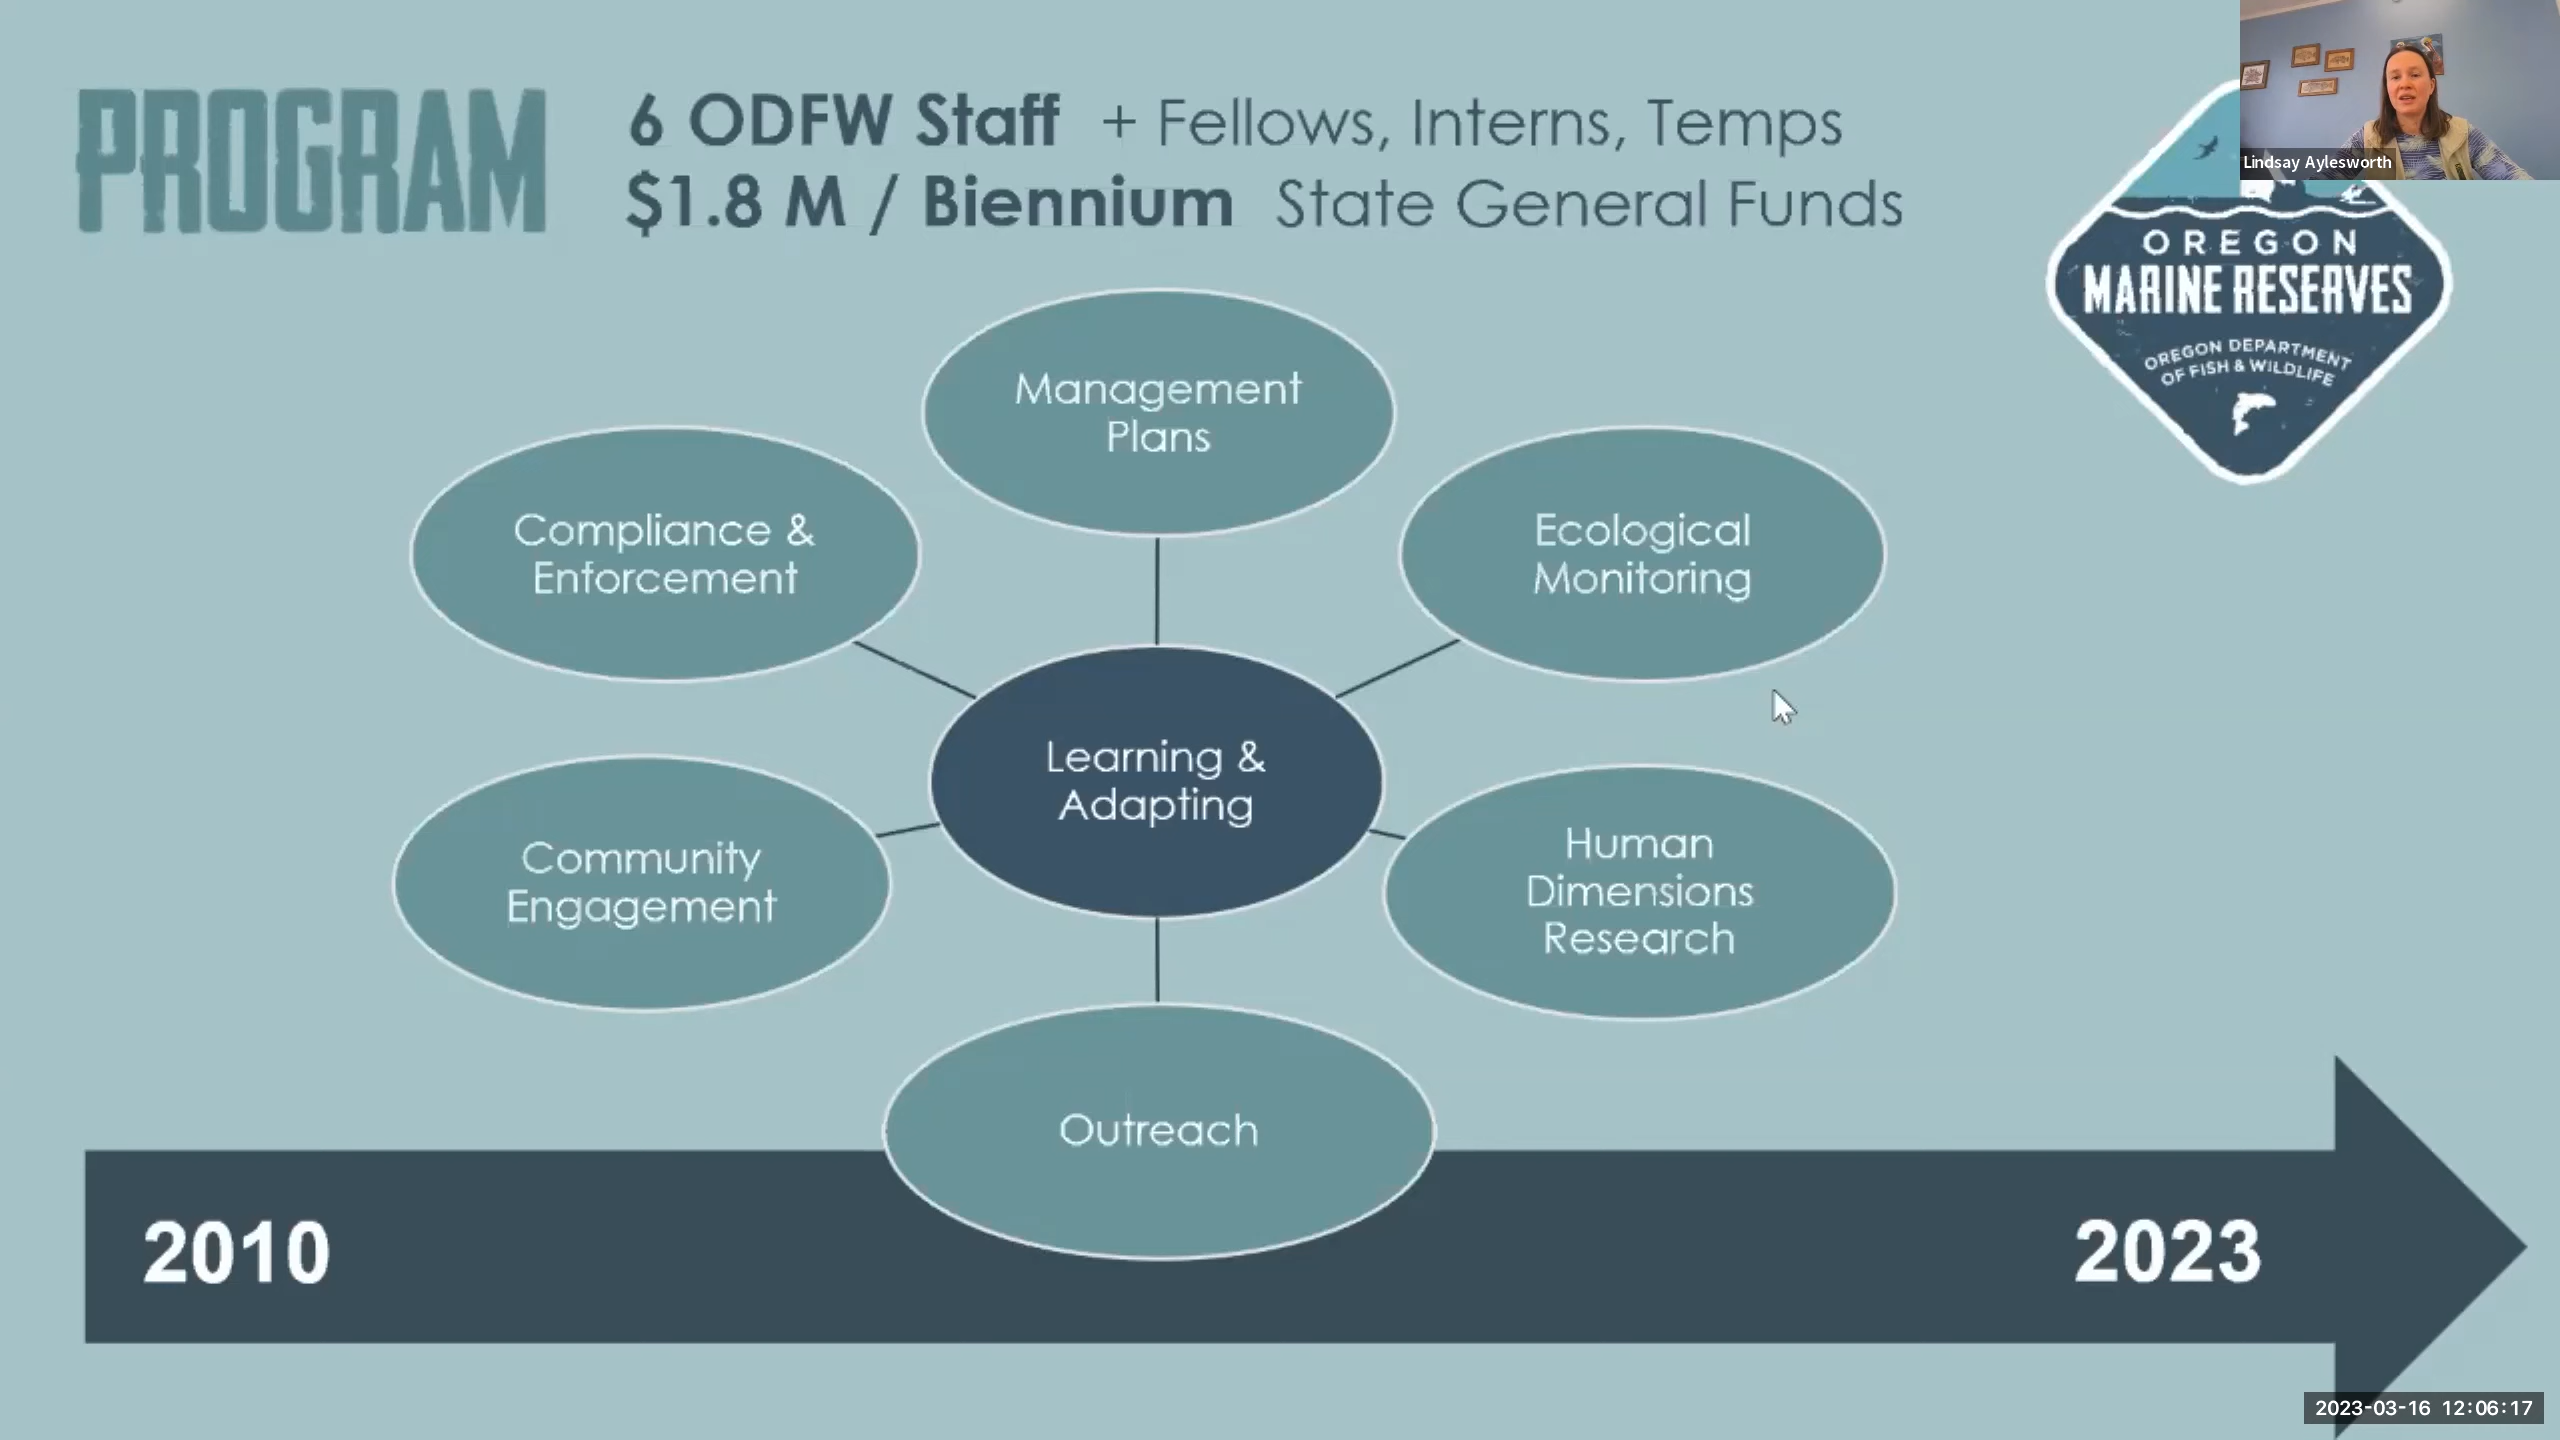 PROGRAM
6 ODFW Staff + Fellows, Interns, Temps
$1.8 M / Biennium State General Funds
Lindsay Aylesworth
OREGON
MARINE RESERVES
OREGON DEPARTMENT
OF FISH & WILDLIFE
Management
Plans
Compliance &
Enforcement
Ecological
Monitoring
Learning &
Adapting
Community
Engagement
Human
Dimensions
Research
Outreach
2010
2023
2023-03-16 12:06:17